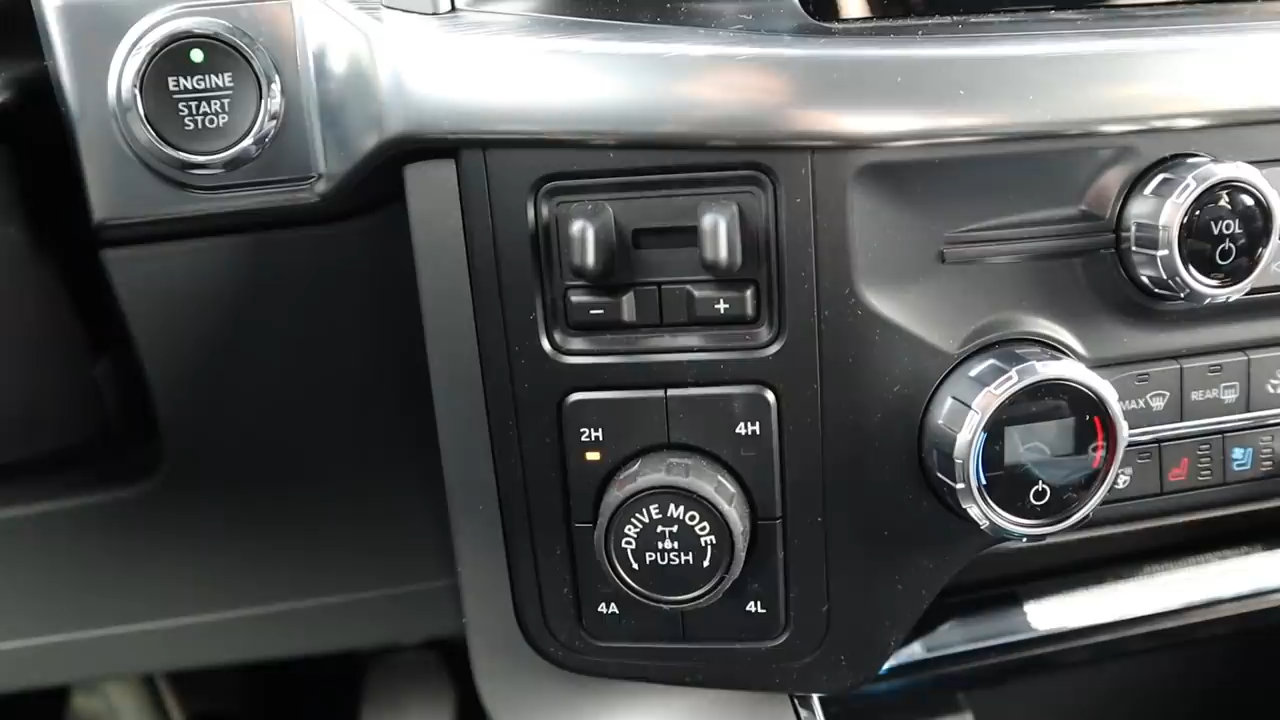 ENGINE
START
STOP
VOL
− +
MAX
REAR
2H
4H
DRIVE MODE
PUSH
4A
4L